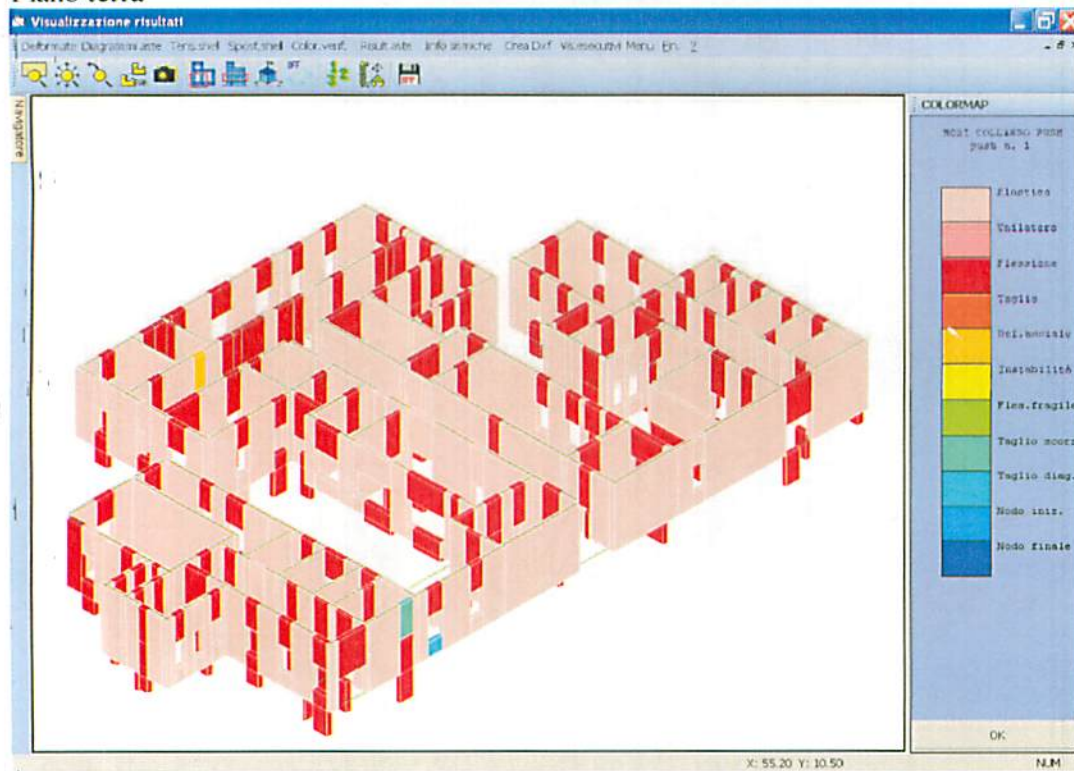 Piano terra
Visualizzazione risultati
Deformate Diagrammi aste Tens.shell Spost.shell Color.verif. Risult.aste Info sismiche Crea Dxf Vis.esecutivi Menu En. ?
Navigatore
COLORMAP
push n. 1
Elastico
Unilatero
Flessione
Taglio
Instabilità
Fles.fragile
Taglio scorr
Taglio diag.
Nodo iniz.
Nodo finale
OK
X: 55.20 Y: 10.50
NUM